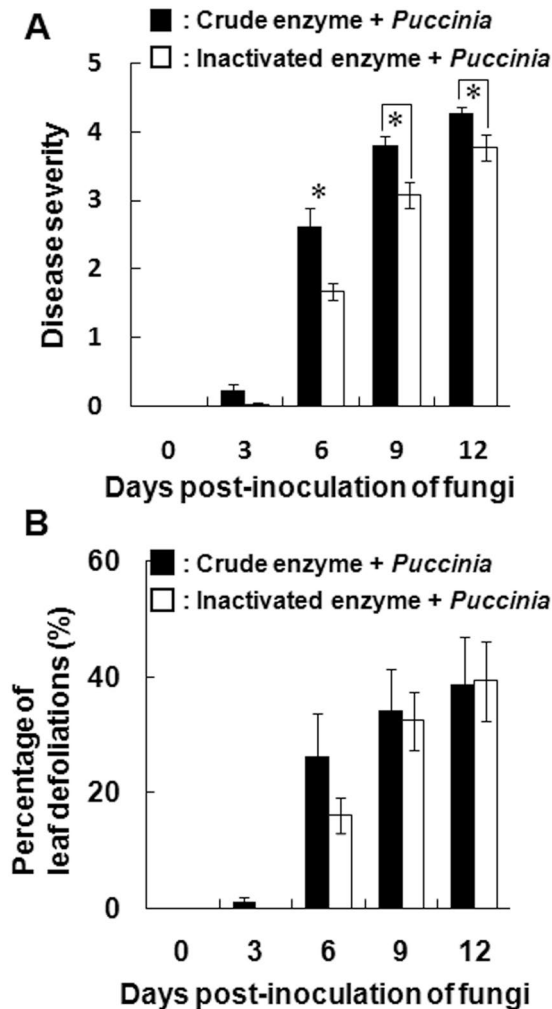 A
■ : Crude enzyme + Puccinia
□ : Inactivated enzyme + Puccinia
5
4
3
2
1
0
Disease severity
*
*
*
0 3 6 9 12
Days post-inoculation of fungi
B
■ : Crude enzyme + Puccinia
□ : Inactivated enzyme + Puccinia
60
40
20
0
Percentage of
leaf defoliations (%)
0 3 6 9 12
Days post-inoculation of fungi